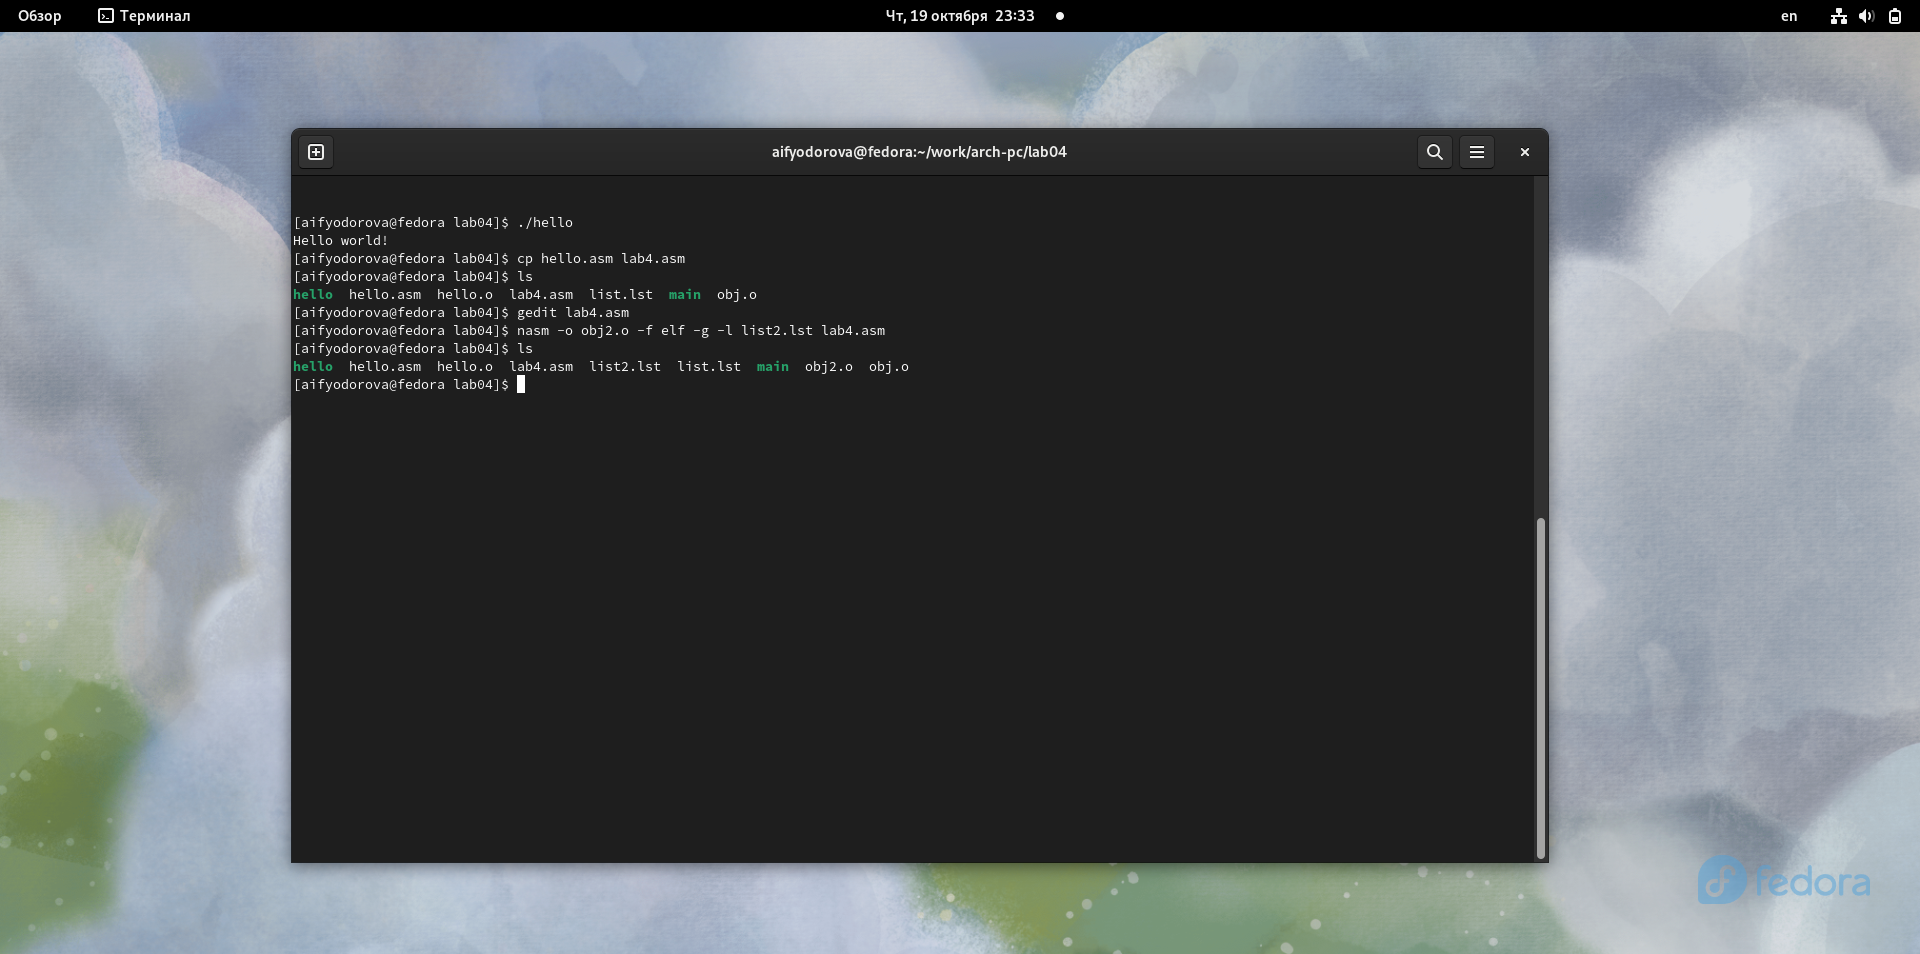 Обзор Терминал Чт, 19 октября 23:33 en
aifyodorova@fedora:~/work/arch-pc/lab04
[aifyodorova@fedora lab04]$ ./hello
Hello world!
[aifyodorova@fedora lab04]$ cp hello.asm lab4.asm
[aifyodorova@fedora lab04]$ ls
hello  hello.asm  hello.o  lab4.asm  list.lst  main  obj.o
[aifyodorova@fedora lab04]$ gedit lab4.asm
[aifyodorova@fedora lab04]$ nasm -o obj2.o -f elf -g -l list2.lst lab4.asm
[aifyodorova@fedora lab04]$ ls
hello  hello.asm  hello.o  lab4.asm  list2.lst  list.lst  main  obj2.o  obj.o
[aifyodorova@fedora lab04]$
fedora